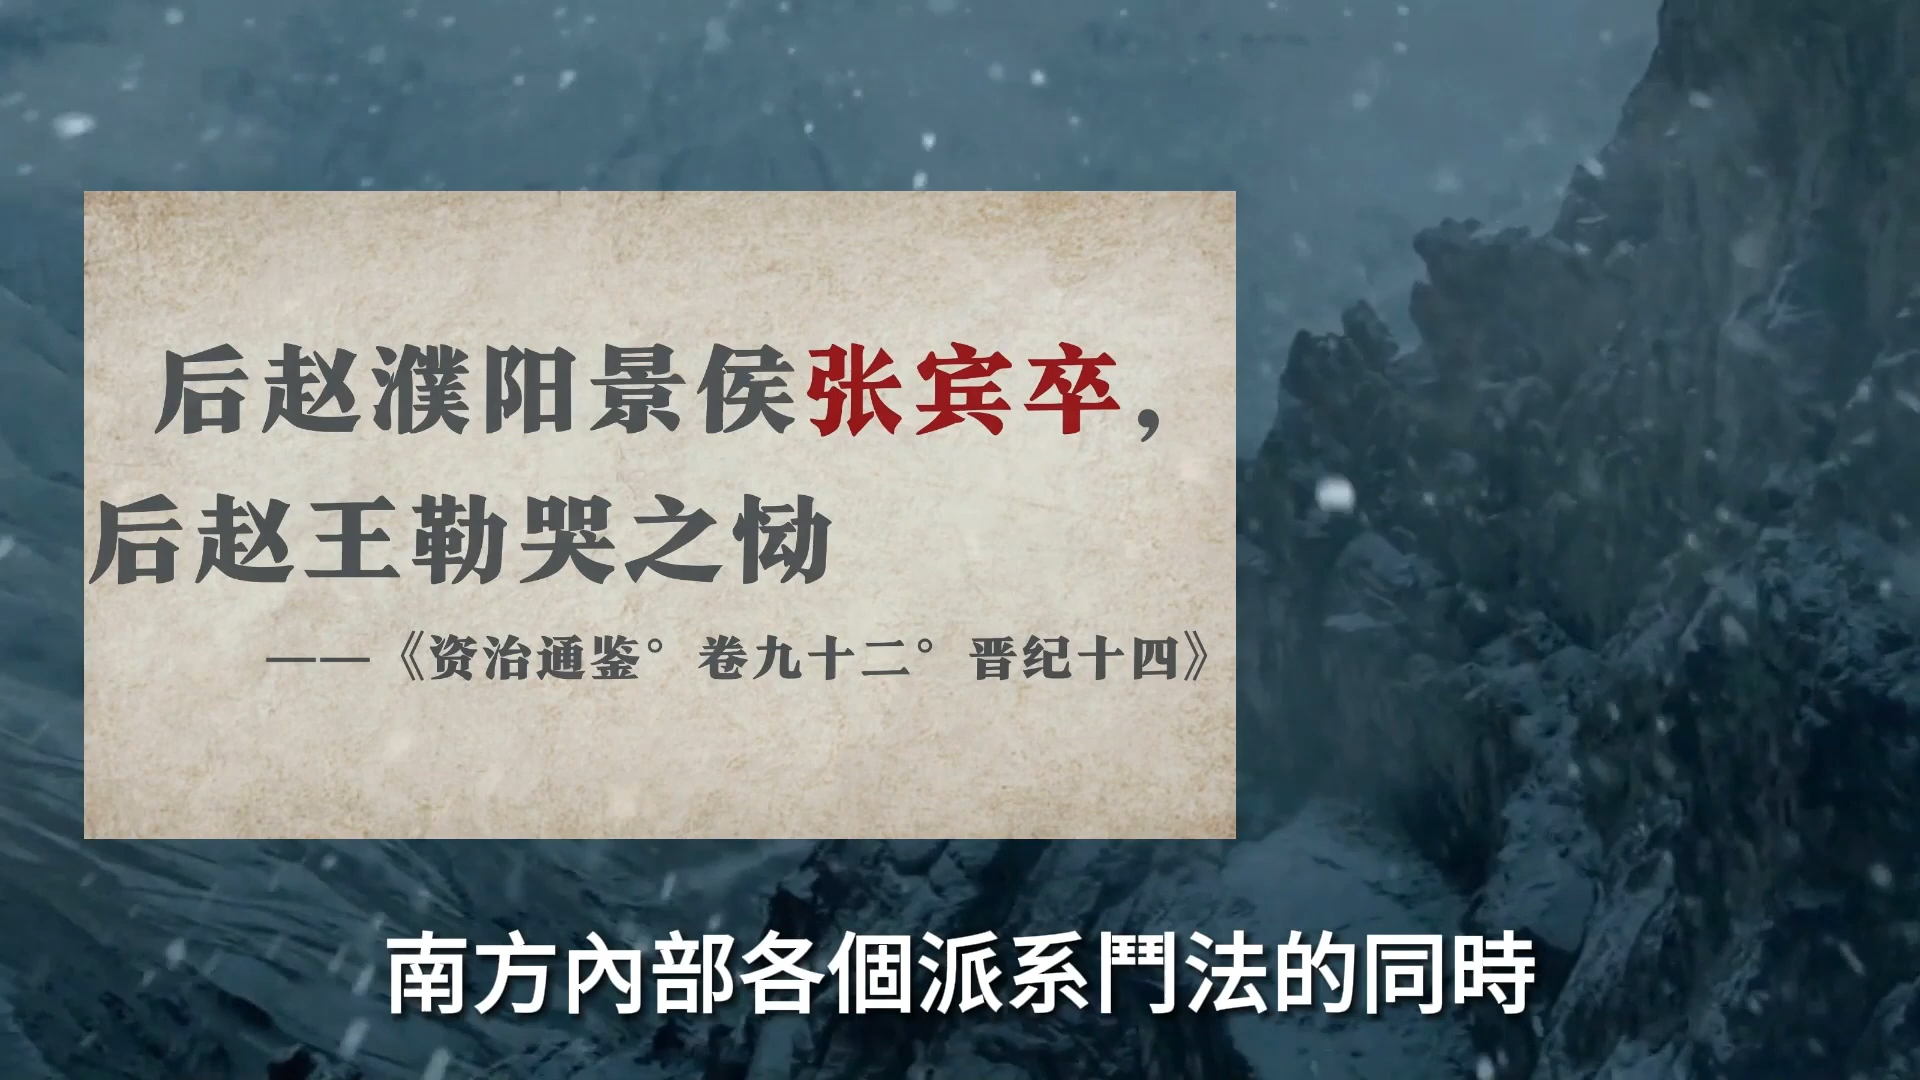 后赵濮阳景侯张宾卒，
后赵王勒哭之恸
——《资治通鉴°卷九十二°晋纪十四》
南方內部各個派系鬥法的同時